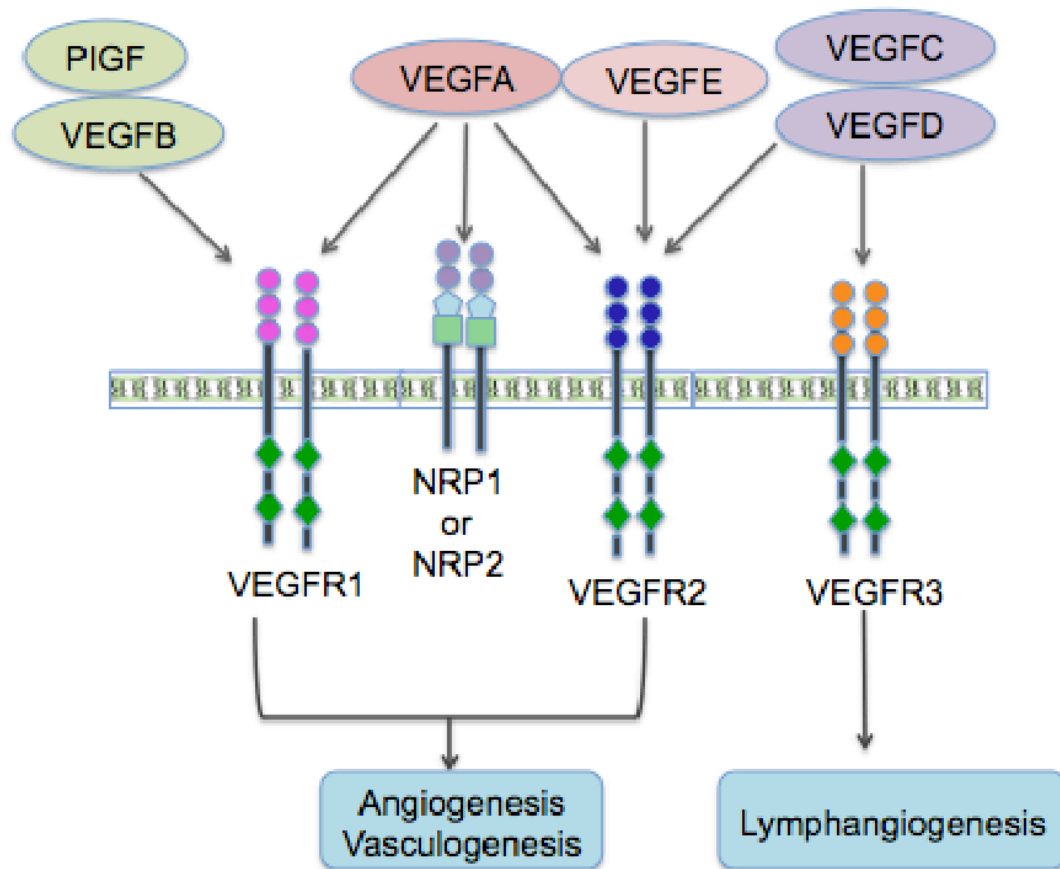 PIGF
VEGFB
VEGFA
VEGFE
VEGFC
VEGFD
NRP1
or
NRP2
VEGFR1
VEGFR2
VEGFR3
Angiogenesis
Vasculogenesis
Lymphangiogenesis